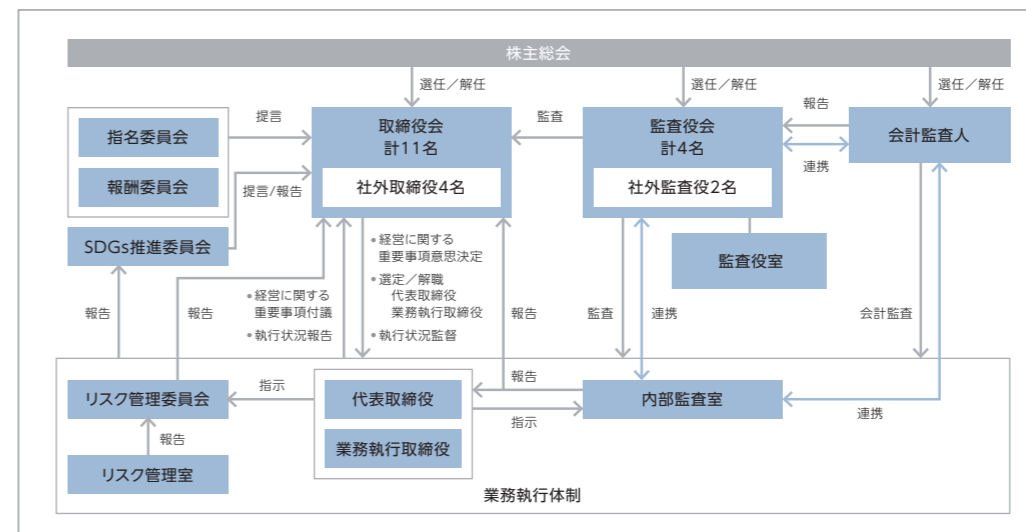 株主総会
選任／解任
選任／解任
選任／解任
指名委員会
報酬委員会
提言
取締役会
計11名
社外取締役4名
監査
監査役会
計4名
社外監査役2名
報告
連携
会計監査人
提言/報告
SDGs推進委員会
監査役室
報告
報告
•経営に関する
重要事項付議
•執行状況報告
•経営に関する
重要事項意思決定
•選定／解職
代表取締役
業務執行取締役
•執行状況監督
報告
監査
連携
会計監査
リスク管理委員会
指示
代表取締役
業務執行取締役
報告
指示
内部監査室
連携
報告
リスク管理室
業務執行体制